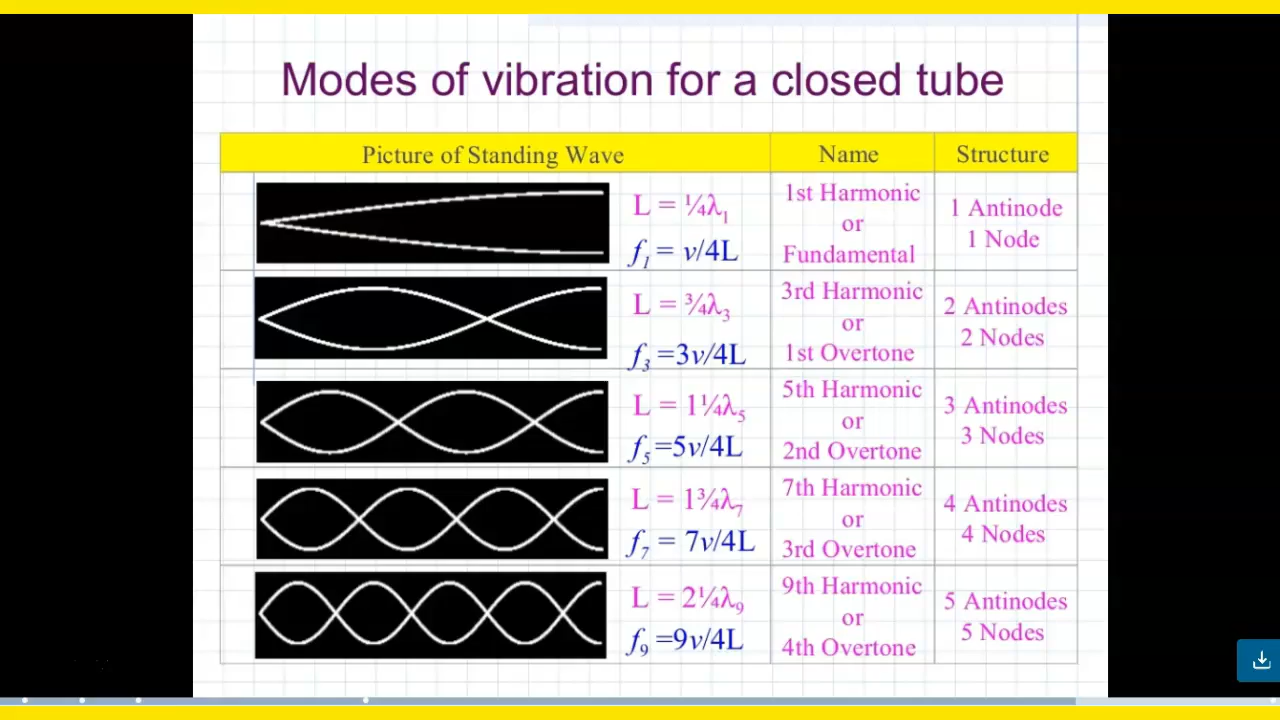 Modes of vibration for a closed tube
Picture of Standing Wave Name Structure
L = ¼λ₁
f₁ = v/4L
1st Harmonic
or
Fundamental
1 Antinode
1 Node
L = ¾λ₃
f₃ =3v/4L
3rd Harmonic
or
1st Overtone
2 Antinodes
2 Nodes
L = 1¼λ₅
f₅ =5v/4L
5th Harmonic
or
2nd Overtone
3 Antinodes
3 Nodes
L = 1¾λ₇
f₇ = 7v/4L
7th Harmonic
or
3rd Overtone
4 Antinodes
4 Nodes
L = 2¼λ₉
f₉ =9v/4L
9th Harmonic
or
4th Overtone
5 Antinodes
5 Nodes